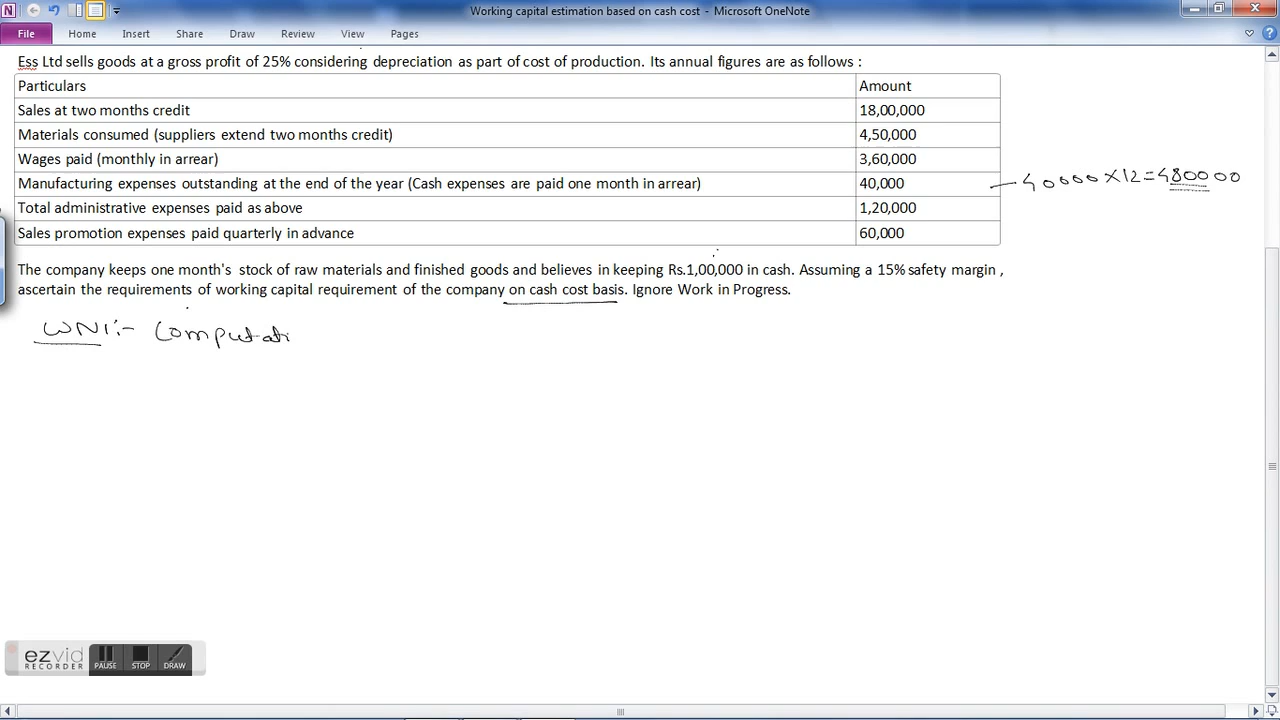 Working capital estimation based on cash cost - Microsoft OneNote
File Home Insert Share Draw Review View Pages
Ess Ltd sells goods at a gross profit of 25% considering depreciation as part of cost of production. Its annual figures are as follows :
Particulars Amount
Sales at two months credit 18,00,000
Materials consumed (suppliers extend two months credit) 4,50,000
Wages paid (monthly in arrear) 3,60,000
Manufacturing expenses outstanding at the end of the year (Cash expenses are paid one month in arrear) 40,000 40000X12=480000
Total administrative expenses paid as above 1,20,000
Sales promotion expenses paid quarterly in advance 60,000
The company keeps one month's stock of raw materials and finished goods and believes in keeping Rs.1,00,000 in cash. Assuming a 15% safety margin ,
ascertain the requirements of working capital requirement of the company on cash cost basis. Ignore Work in Progress.
WN1:- Computati
ezvid
RECORDER
PAUSE STOP DRAW